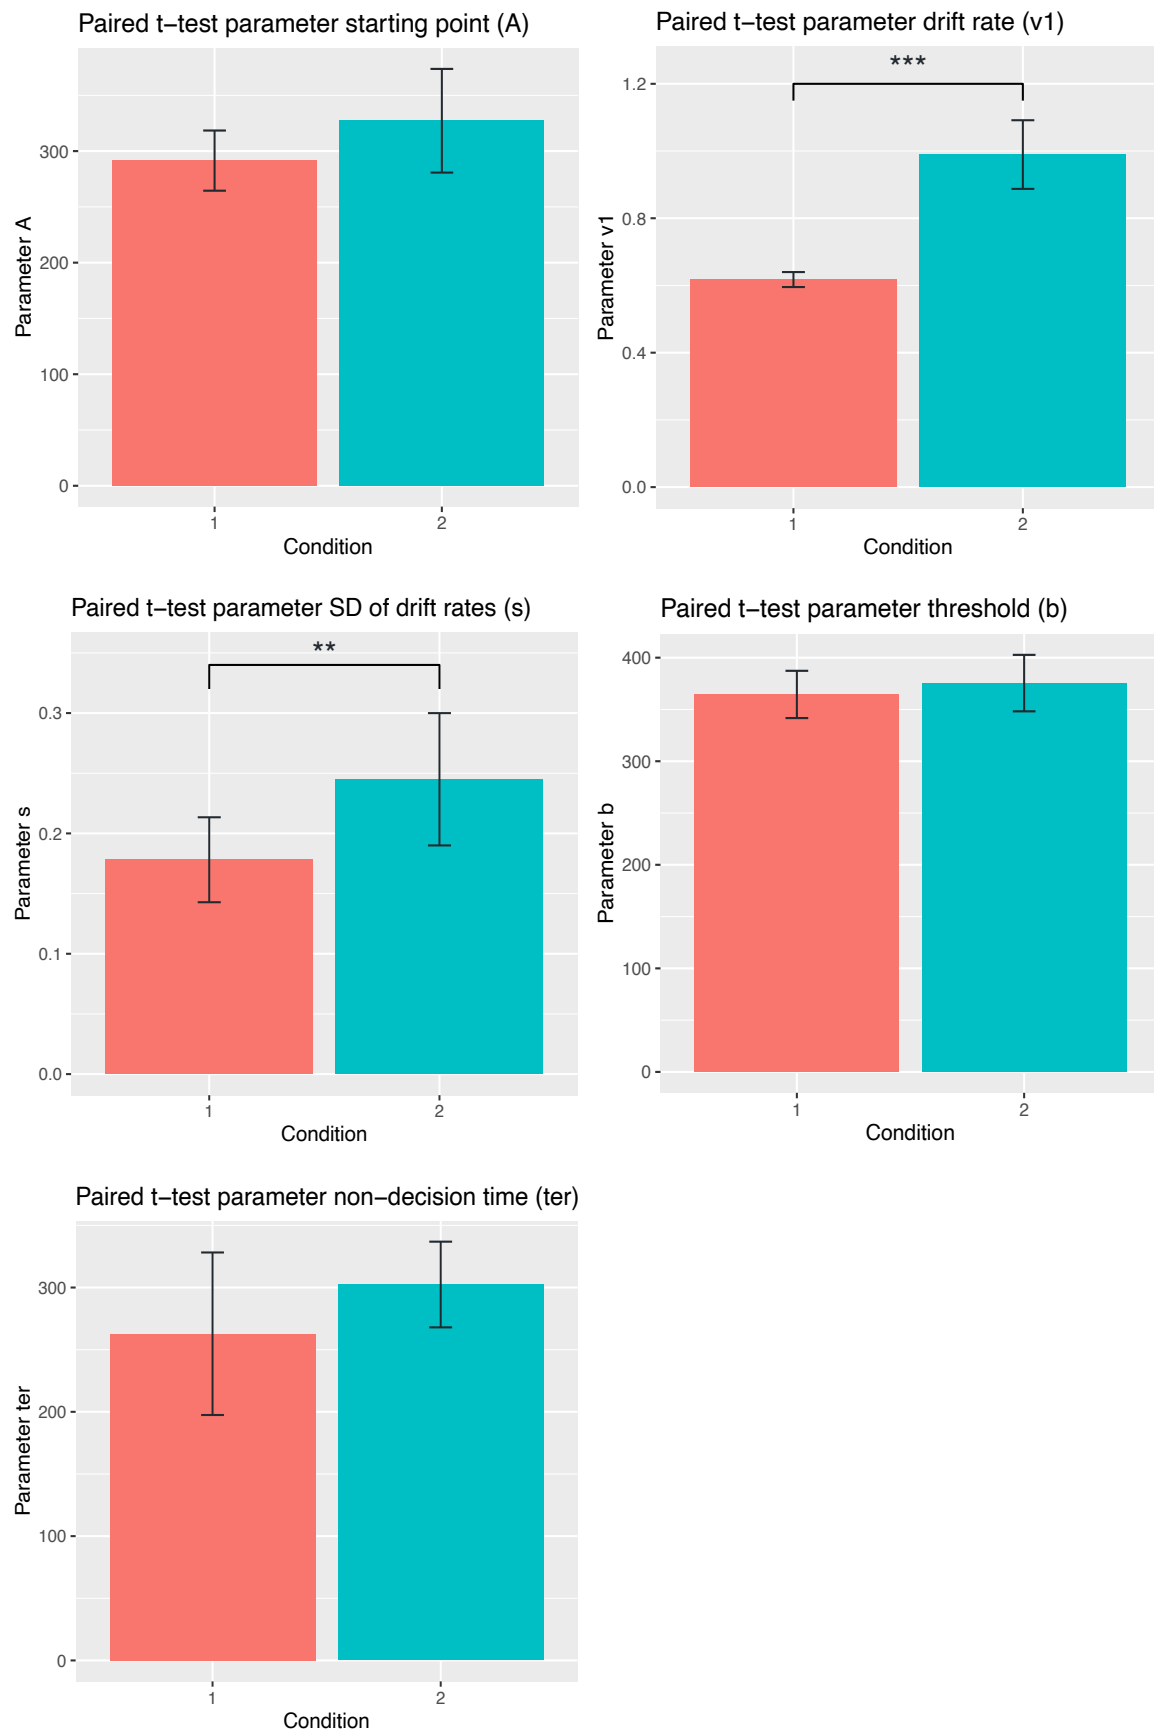 Paired t−test parameter starting point (A)
Parameter A
300
200
100
0
1
2
Condition
Paired t−test parameter drift rate (v1)
***
Parameter v1
1.2
0.8
0.4
0.0
1
2
Condition
Paired t−test parameter SD of drift rates (s)
**
Parameter s
0.3
0.2
0.1
0.0
1
2
Condition
Paired t−test parameter threshold (b)
Parameter b
400
300
200
100
0
1
2
Condition
Paired t−test parameter non−decision time (ter)
Parameter ter
300
200
100
0
1
2
Condition